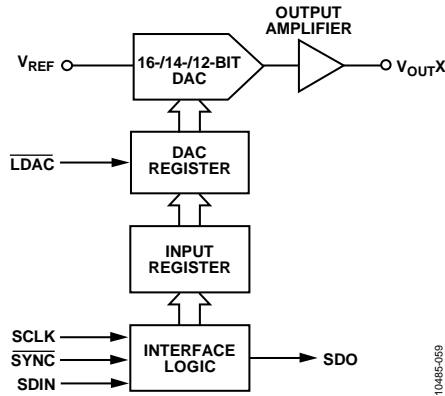 OUTPUT
AMPLIFIER
VREF
16-/14-/12-BIT
DAC
VOUTX
LDAC
DAC
REGISTER
INPUT
REGISTER
SCLK
SYNC
SDIN
INTERFACE
LOGIC
SDO
10485-059